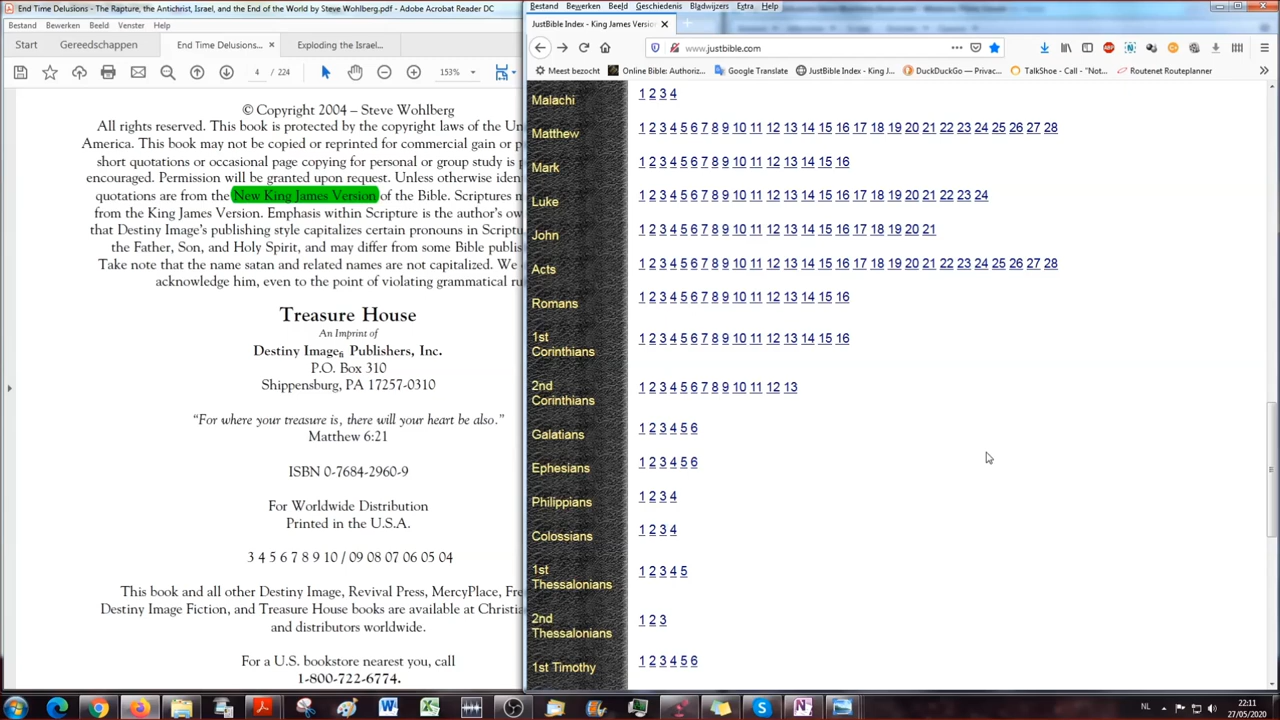 End Time Delusions - The Rapture, the Antichrist, Israel, and the End of the World by Steve Wohlberg.pdf - Adobe Acrobat Reader DC
Bestand Bewerken Beeld Venster Help
Start Gereedschappen End Time Delusions... × Exploding the Israel...
4 / 224 153%
© Copyright 2004 – Steve Wohlberg
All rights reserved. This book is protected by the copyright laws of the Un
America. This book may not be copied or reprinted for commercial gain or p
short quotations or occasional page copying for personal or group study is p
encouraged. Permission will be granted upon request. Unless otherwise iden
quotations are from the New King James Version of the Bible. Scriptures m
from the King James Version. Emphasis within Scripture is the author's ow
that Destiny Image's publishing style capitalizes certain pronouns in Scriptu
the Father, Son, and Holy Spirit, and may differ from some Bible publis
Take note that the name satan and related names are not capitalized. We c
acknowledge him, even to the point of violating grammatical ru
Treasure House
An Imprint of
Destiny Imagefi Publishers, Inc.
P.O. Box 310
Shippensburg, PA 17257-0310
“For where your treasure is, there will your heart be also.”
Matthew 6:21
ISBN 0-7684-2960-9
For Worldwide Distribution
Printed in the U.S.A.
3 4 5 6 7 8 9 10 / 09 08 07 06 05 04
This book and all other Destiny Image, Revival Press, MercyPlace, Fre
Destiny Image Fiction, and Treasure House books are available at Christia
and distributors worldwide.
For a U.S. bookstore nearest you, call
1-800-722-6774.
Bestand Bewerken Beeld Geschiedenis Bladwijzers Extra Help
JustBible Index - King James Versio ×
www.justbible.com
Meest bezocht Online Bible: Authoriz... Google Translate JustBible Index - King J... DuckDuckGo — Privac... TalkShoe - Call - "Not... Routenet Routeplanner
Malachi 1 2 3 4
Matthew 1 2 3 4 5 6 7 8 9 10 11 12 13 14 15 16 17 18 19 20 21 22 23 24 25 26 27 28
Mark 1 2 3 4 5 6 7 8 9 10 11 12 13 14 15 16
Luke 1 2 3 4 5 6 7 8 9 10 11 12 13 14 15 16 17 18 19 20 21 22 23 24
John 1 2 3 4 5 6 7 8 9 10 11 12 13 14 15 16 17 18 19 20 21
Acts 1 2 3 4 5 6 7 8 9 10 11 12 13 14 15 16 17 18 19 20 21 22 23 24 25 26 27 28
Romans 1 2 3 4 5 6 7 8 9 10 11 12 13 14 15 16
1st
Corinthians 1 2 3 4 5 6 7 8 9 10 11 12 13 14 15 16
2nd
Corinthians 1 2 3 4 5 6 7 8 9 10 11 12 13
Galatians 1 2 3 4 5 6
Ephesians 1 2 3 4 5 6
Philippians 1 2 3 4
Colossians 1 2 3 4
1st
Thessalonians 1 2 3 4 5
2nd
Thessalonians 1 2 3
1st Timothy 1 2 3 4 5 6
NL 22:11
27/05/2020